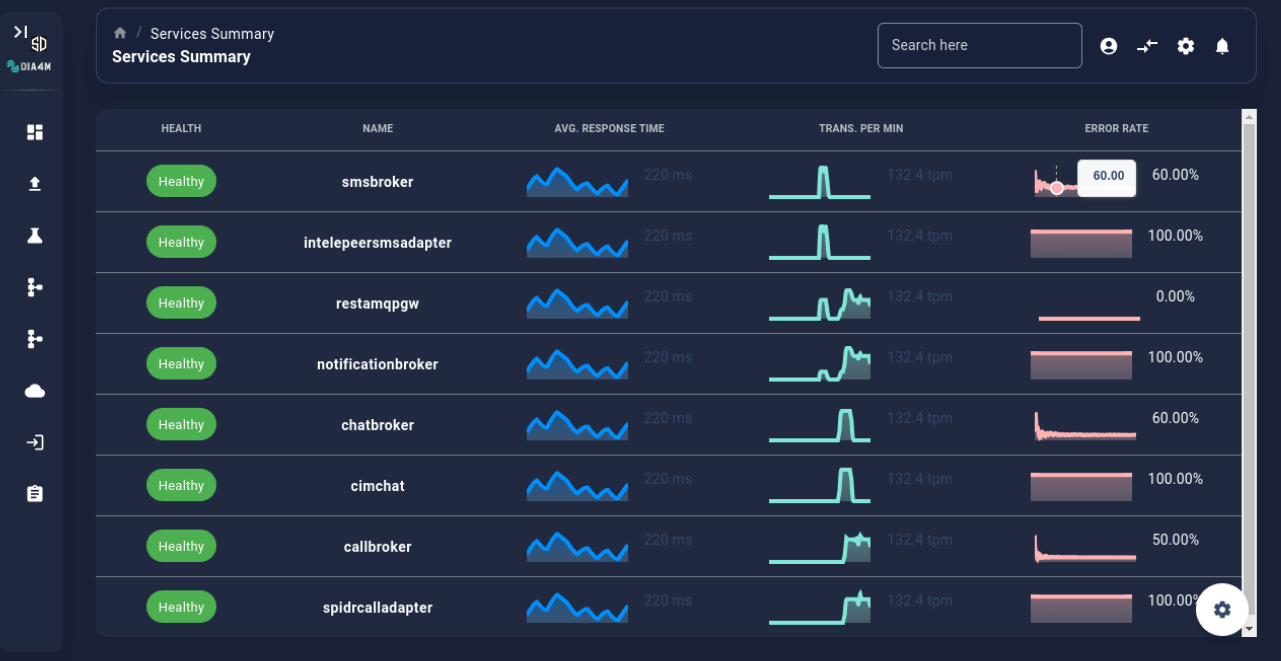 / Services Summary
Services Summary
Search here
SD
DIA4M
HEALTH NAME AVG. RESPONSE TIME TRANS. PER MIN ERROR RATE
Healthy smsbroker 220 ms 132.4 tpm 60.00 60.00%
Healthy intelepeersmsadapter 220 ms 132.4 tpm 100.00%
Healthy restamqpgw 220 ms 132.4 tpm 0.00%
Healthy notificationbroker 220 ms 132.4 tpm 100.00%
Healthy chatbroker 220 ms 132.4 tpm 60.00%
Healthy cimchat 220 ms 132.4 tpm 100.00%
Healthy callbroker 220 ms 132.4 tpm 50.00%
Healthy spidrcalladapter 220 ms 132.4 tpm 100.00%